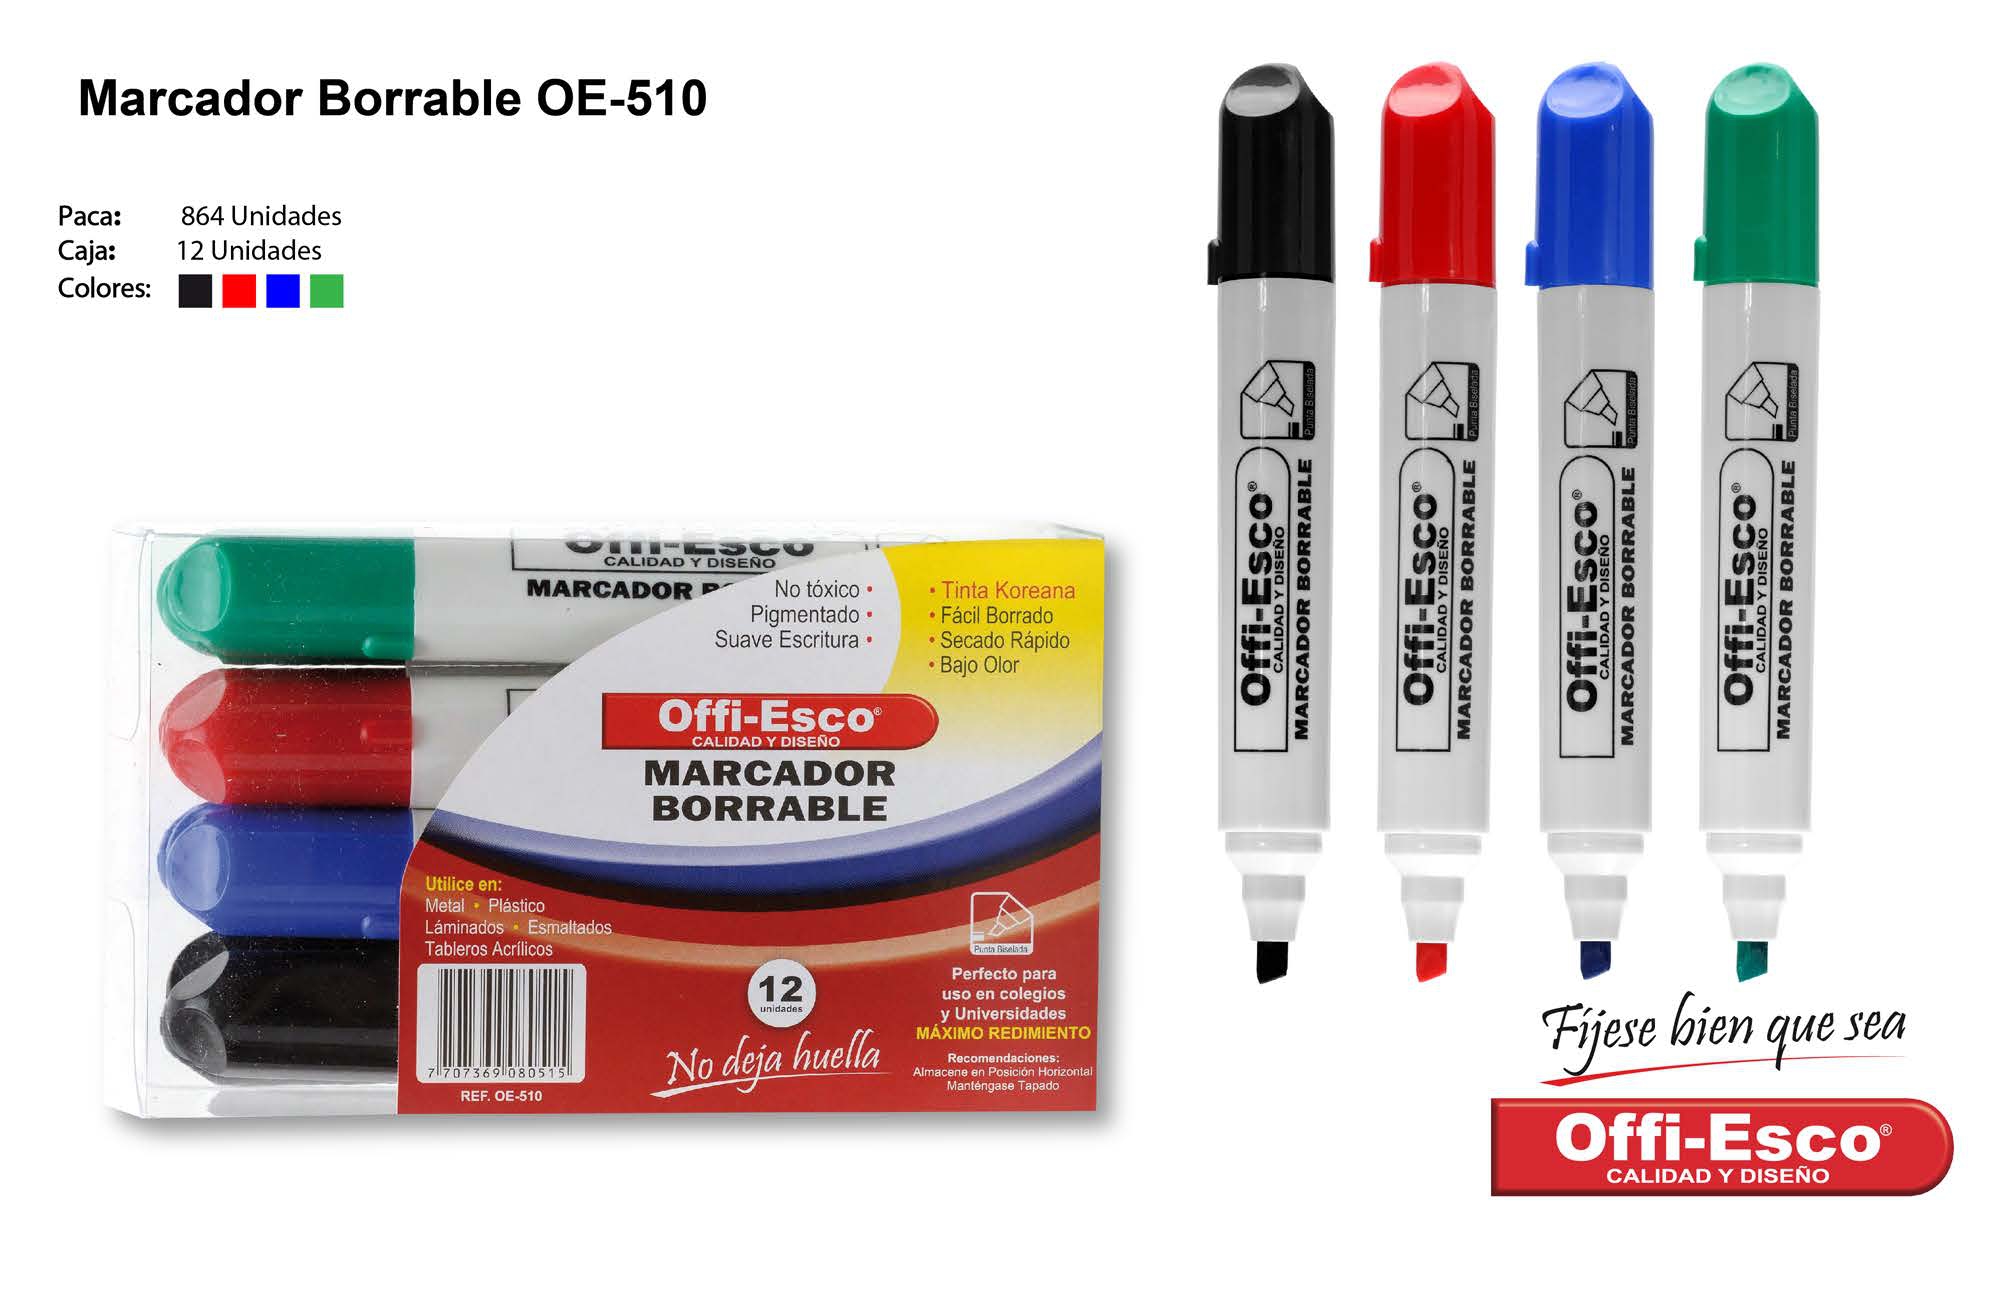 Marcador Borrable OE-510
Paca: 864 Unidades
Caja: 12 Unidades
Colores:
Offi-Esco
CALIDAD Y DISEÑO
MARCADOR
No tóxico •
Pigmentado •
Suave Escritura •
• Tinta Koreana
• Fácil Borrado
• Secado Rápido
• Bajo Olor
Offi-Esco®
CALIDAD Y DISEÑO
MARCADOR
BORRABLE
Utilice en:
Metal • Plástico
Láminados • Esmaltados
Tableros Acrílicos
7 707369 080515
REF. OE-510
12
unidades
No deja huella
Punta Biselada
Perfecto para
uso en colegios
y Universidades
MÁXIMO REDIMIENTO
Recomendaciones:
Almacene en Posición Horizontal
Manténgase Tapado
Punta Biselada
Offi-Esco®
CALIDAD Y DISEÑO
MARCADOR BORRABLE
Punta Biselada
Offi-Esco®
CALIDAD Y DISEÑO
MARCADOR BORRABLE
Punta Biselada
Offi-Esco®
CALIDAD Y DISEÑO
MARCADOR BORRABLE
Punta Biselada
Offi-Esco®
CALIDAD Y DISEÑO
MARCADOR BORRABLE
Fíjese bien que sea
Offi-Esco®
CALIDAD Y DISEÑO